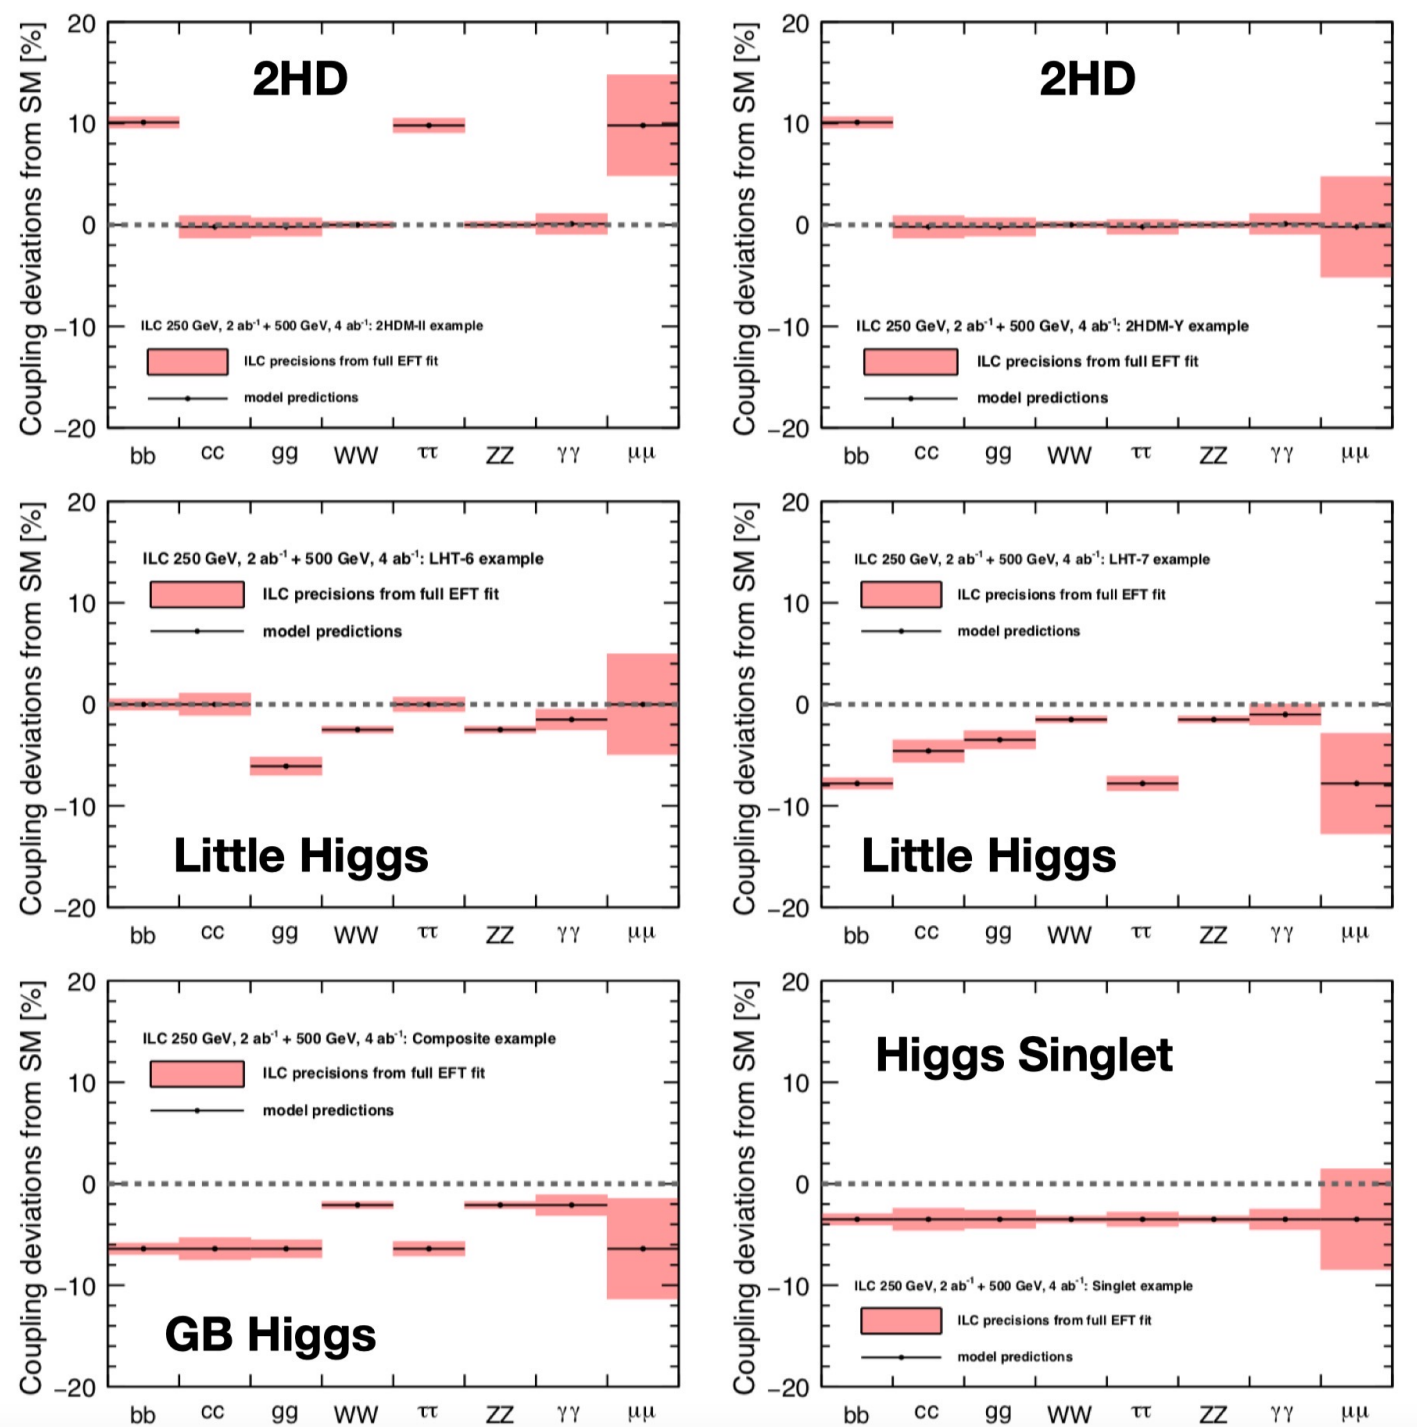 2HD
Coupling deviations from SM [%]
20
10
0
−10
−20
ILC 250 GeV, 2 ab-1 + 500 GeV, 4 ab-1: 2HDM-II example
ILC precisions from full EFT fit
model predictions
bb cc gg WW ττ ZZ γγ μμ
2HD
Coupling deviations from SM [%]
20
10
0
−10
−20
ILC 250 GeV, 2 ab-1 + 500 GeV, 4 ab-1: 2HDM-Y example
ILC precisions from full EFT fit
model predictions
bb cc gg WW ττ ZZ γγ μμ
Coupling deviations from SM [%]
20
10
0
−10
−20
ILC 250 GeV, 2 ab-1 + 500 GeV, 4 ab-1: LHT-6 example
ILC precisions from full EFT fit
model predictions
Little Higgs
bb cc gg WW ττ ZZ γγ μμ
Coupling deviations from SM [%]
20
10
0
−10
−20
ILC 250 GeV, 2 ab-1 + 500 GeV, 4 ab-1: LHT-7 example
ILC precisions from full EFT fit
model predictions
Little Higgs
bb cc gg WW ττ ZZ γγ μμ
Coupling deviations from SM [%]
20
10
0
−10
−20
ILC 250 GeV, 2 ab-1 + 500 GeV, 4 ab-1: Composite example
ILC precisions from full EFT fit
model predictions
GB Higgs
bb cc gg WW ττ ZZ γγ μμ
Coupling deviations from SM [%]
20
10
0
−10
−20
Higgs Singlet
ILC 250 GeV, 2 ab-1 + 500 GeV, 4 ab-1: Singlet example
ILC precisions from full EFT fit
model predictions
bb cc gg WW ττ ZZ γγ μμ